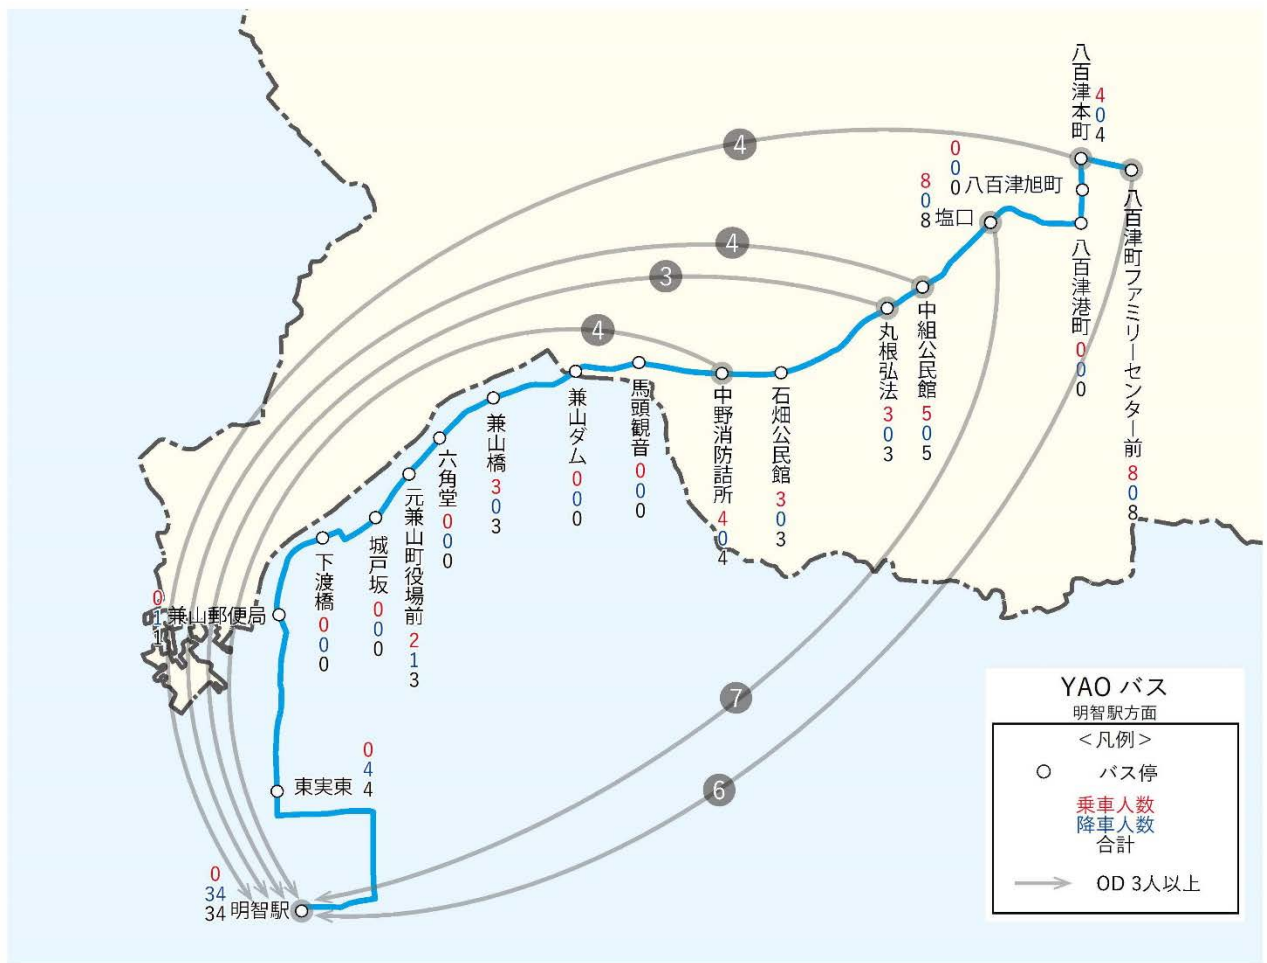 八百津本町
4
0
4
八百津町ファミリーセンター前
8
0
8
0
0
0
八百津旭町
八百津港町
0
0
0
8
0
8
塩口
中組公民館
5
0
5
丸根弘法
3
0
3
石畑公民館
3
0
3
中野消防詰所
4
0
4
馬頭観音
0
0
0
兼山ダム
0
0
0
兼山橋
3
0
3
六角堂
0
0
0
元兼山町役場前
2
1
3
城戸坂
0
0
0
下渡橋
0
0
0
0
1
1
兼山郵便局
東実東
0
4
4
0
34
34
明智駅
4
4
3
4
7
6
YAO バス
明智駅方面
<凡例>
バス停
乗車人数
降車人数
合計
OD 3人以上